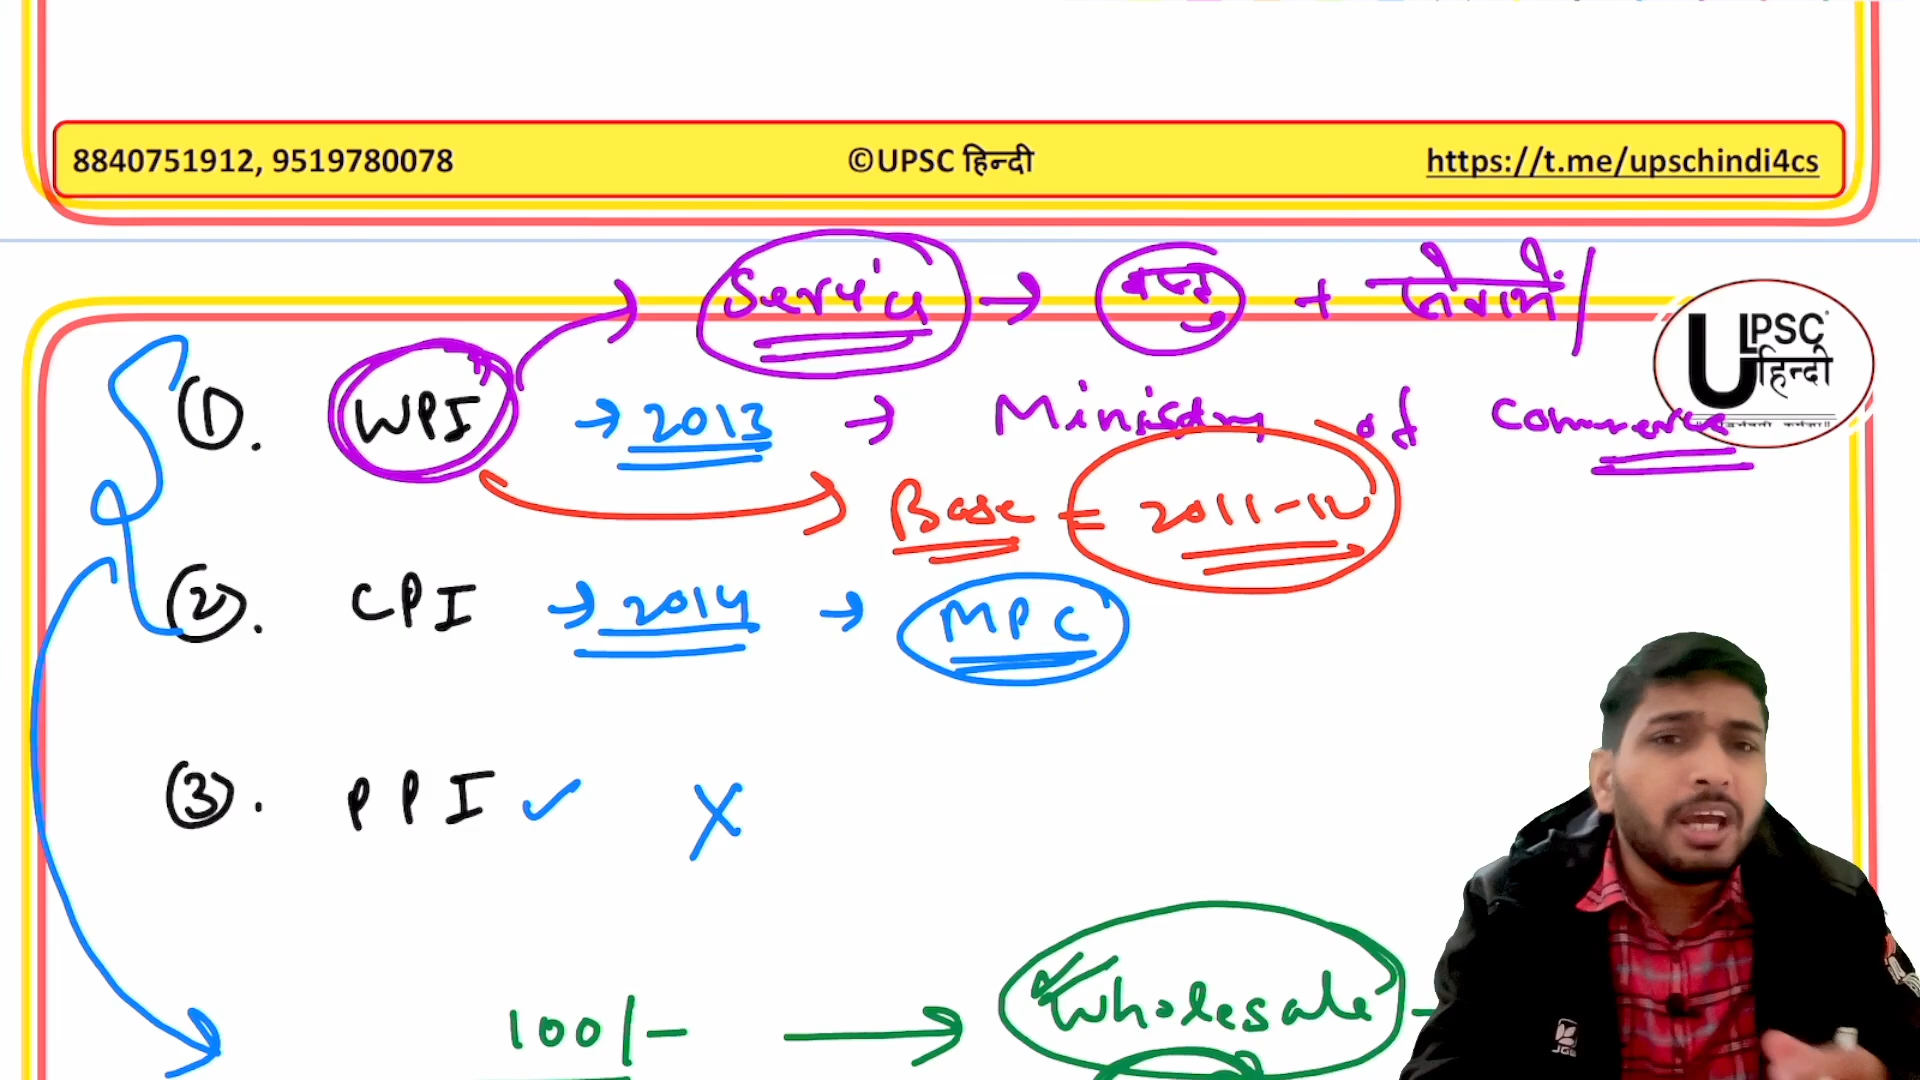 8840751912, 9519780078 ©UPSC हिन्दी https://t.me/upschindi4cs
→ Service → वस्तु + सेवायें/
UPSC हिन्दी
①. WPI → 2013 → Ministry of Commerce
Base = 2011-12
②. CPI → 2014 → MPC
③. PPI ✓ X
100/- → Wholesale